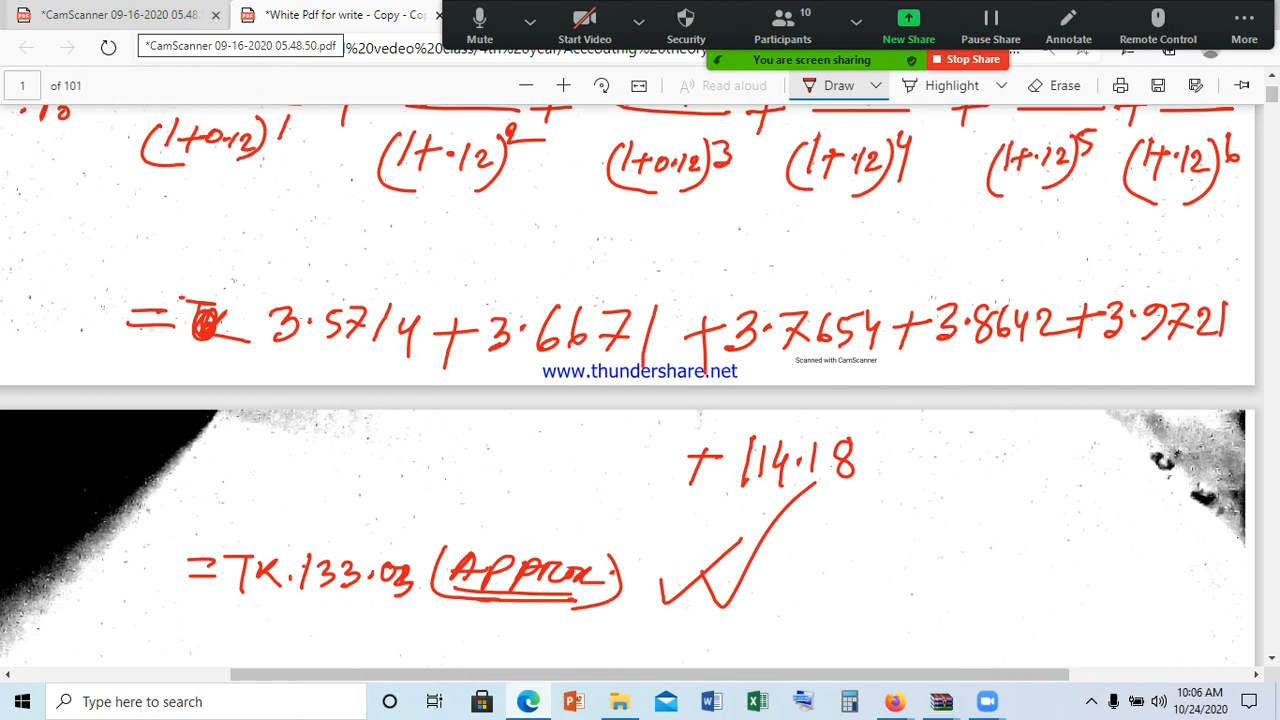 *CamScanner 09-16-2020 05.48
*White Pdf for write - Copy - Co
*CamScanner 09-16-2020 05.48.50.pdf
%20vedeo%20class/4th%20year/Accounting%20theory
Mute
Start Video
Security
10
Participants
New Share
Pause Share
Annotate
Remote Control
More
You are screen sharing
Stop Share
1 of 101
Read aloud
Draw
Highlight
Erase
+ + + + +
(1+0.12)^1 (1+.12)^2 (1+0.12)^3 (1+.12)^4 (1+.12)^5 (1+.12)^6
= TK 3.5714 + 3.6671 + 3.7654 + 3.8642 + 3.9721
Scanned with CamScanner
www.thundershare.net
+ 114.18
= TK. 133.03 (APPROX.)
Type here to search
10:06 AM
10/24/2020